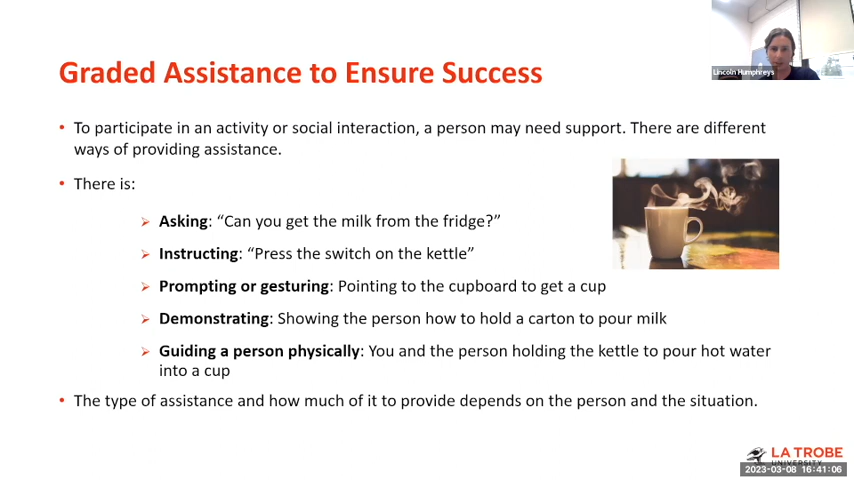 Lincoln Humphreys
Graded Assistance to Ensure Success
• To participate in an activity or social interaction, a person may need support. There are different
ways of providing assistance.
• There is:
➢ Asking: “Can you get the milk from the fridge?”
➢ Instructing: “Press the switch on the kettle”
➢ Prompting or gesturing: Pointing to the cupboard to get a cup
➢ Demonstrating: Showing the person how to hold a carton to pour milk
➢ Guiding a person physically: You and the person holding the kettle to pour hot water
into a cup
• The type of assistance and how much of it to provide depends on the person and the situation.
LA TROBE
UNIVERSITY
2023-03-08 16:41:06